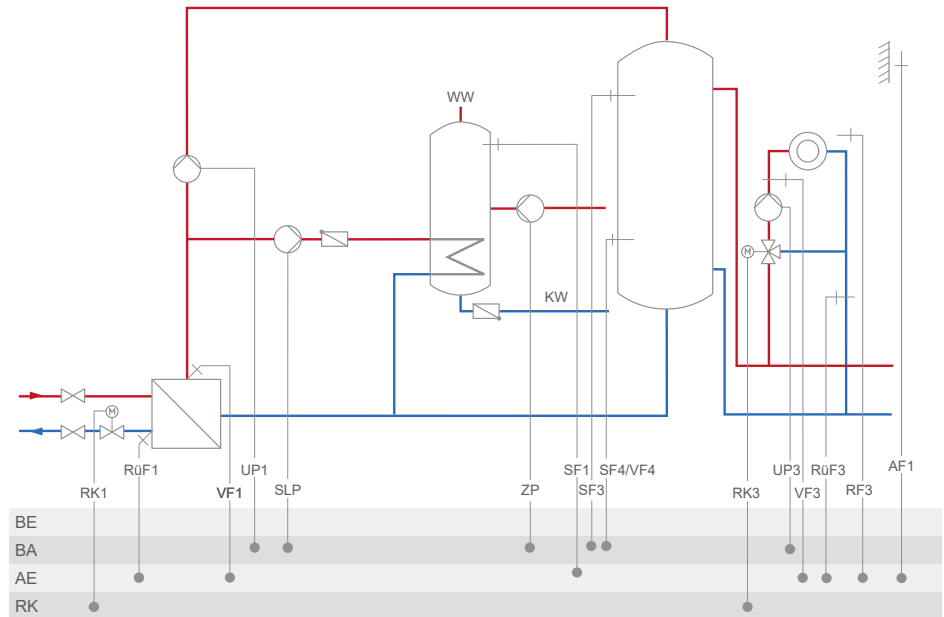 WW
KW
M
M
RüF1
UP1
SF1
SF4/VF4
UP3
RüF3
AF1
RK1
VF1
SLP
ZP
SF3
RK3
VF3
RF3
BE
BA
AE
RK